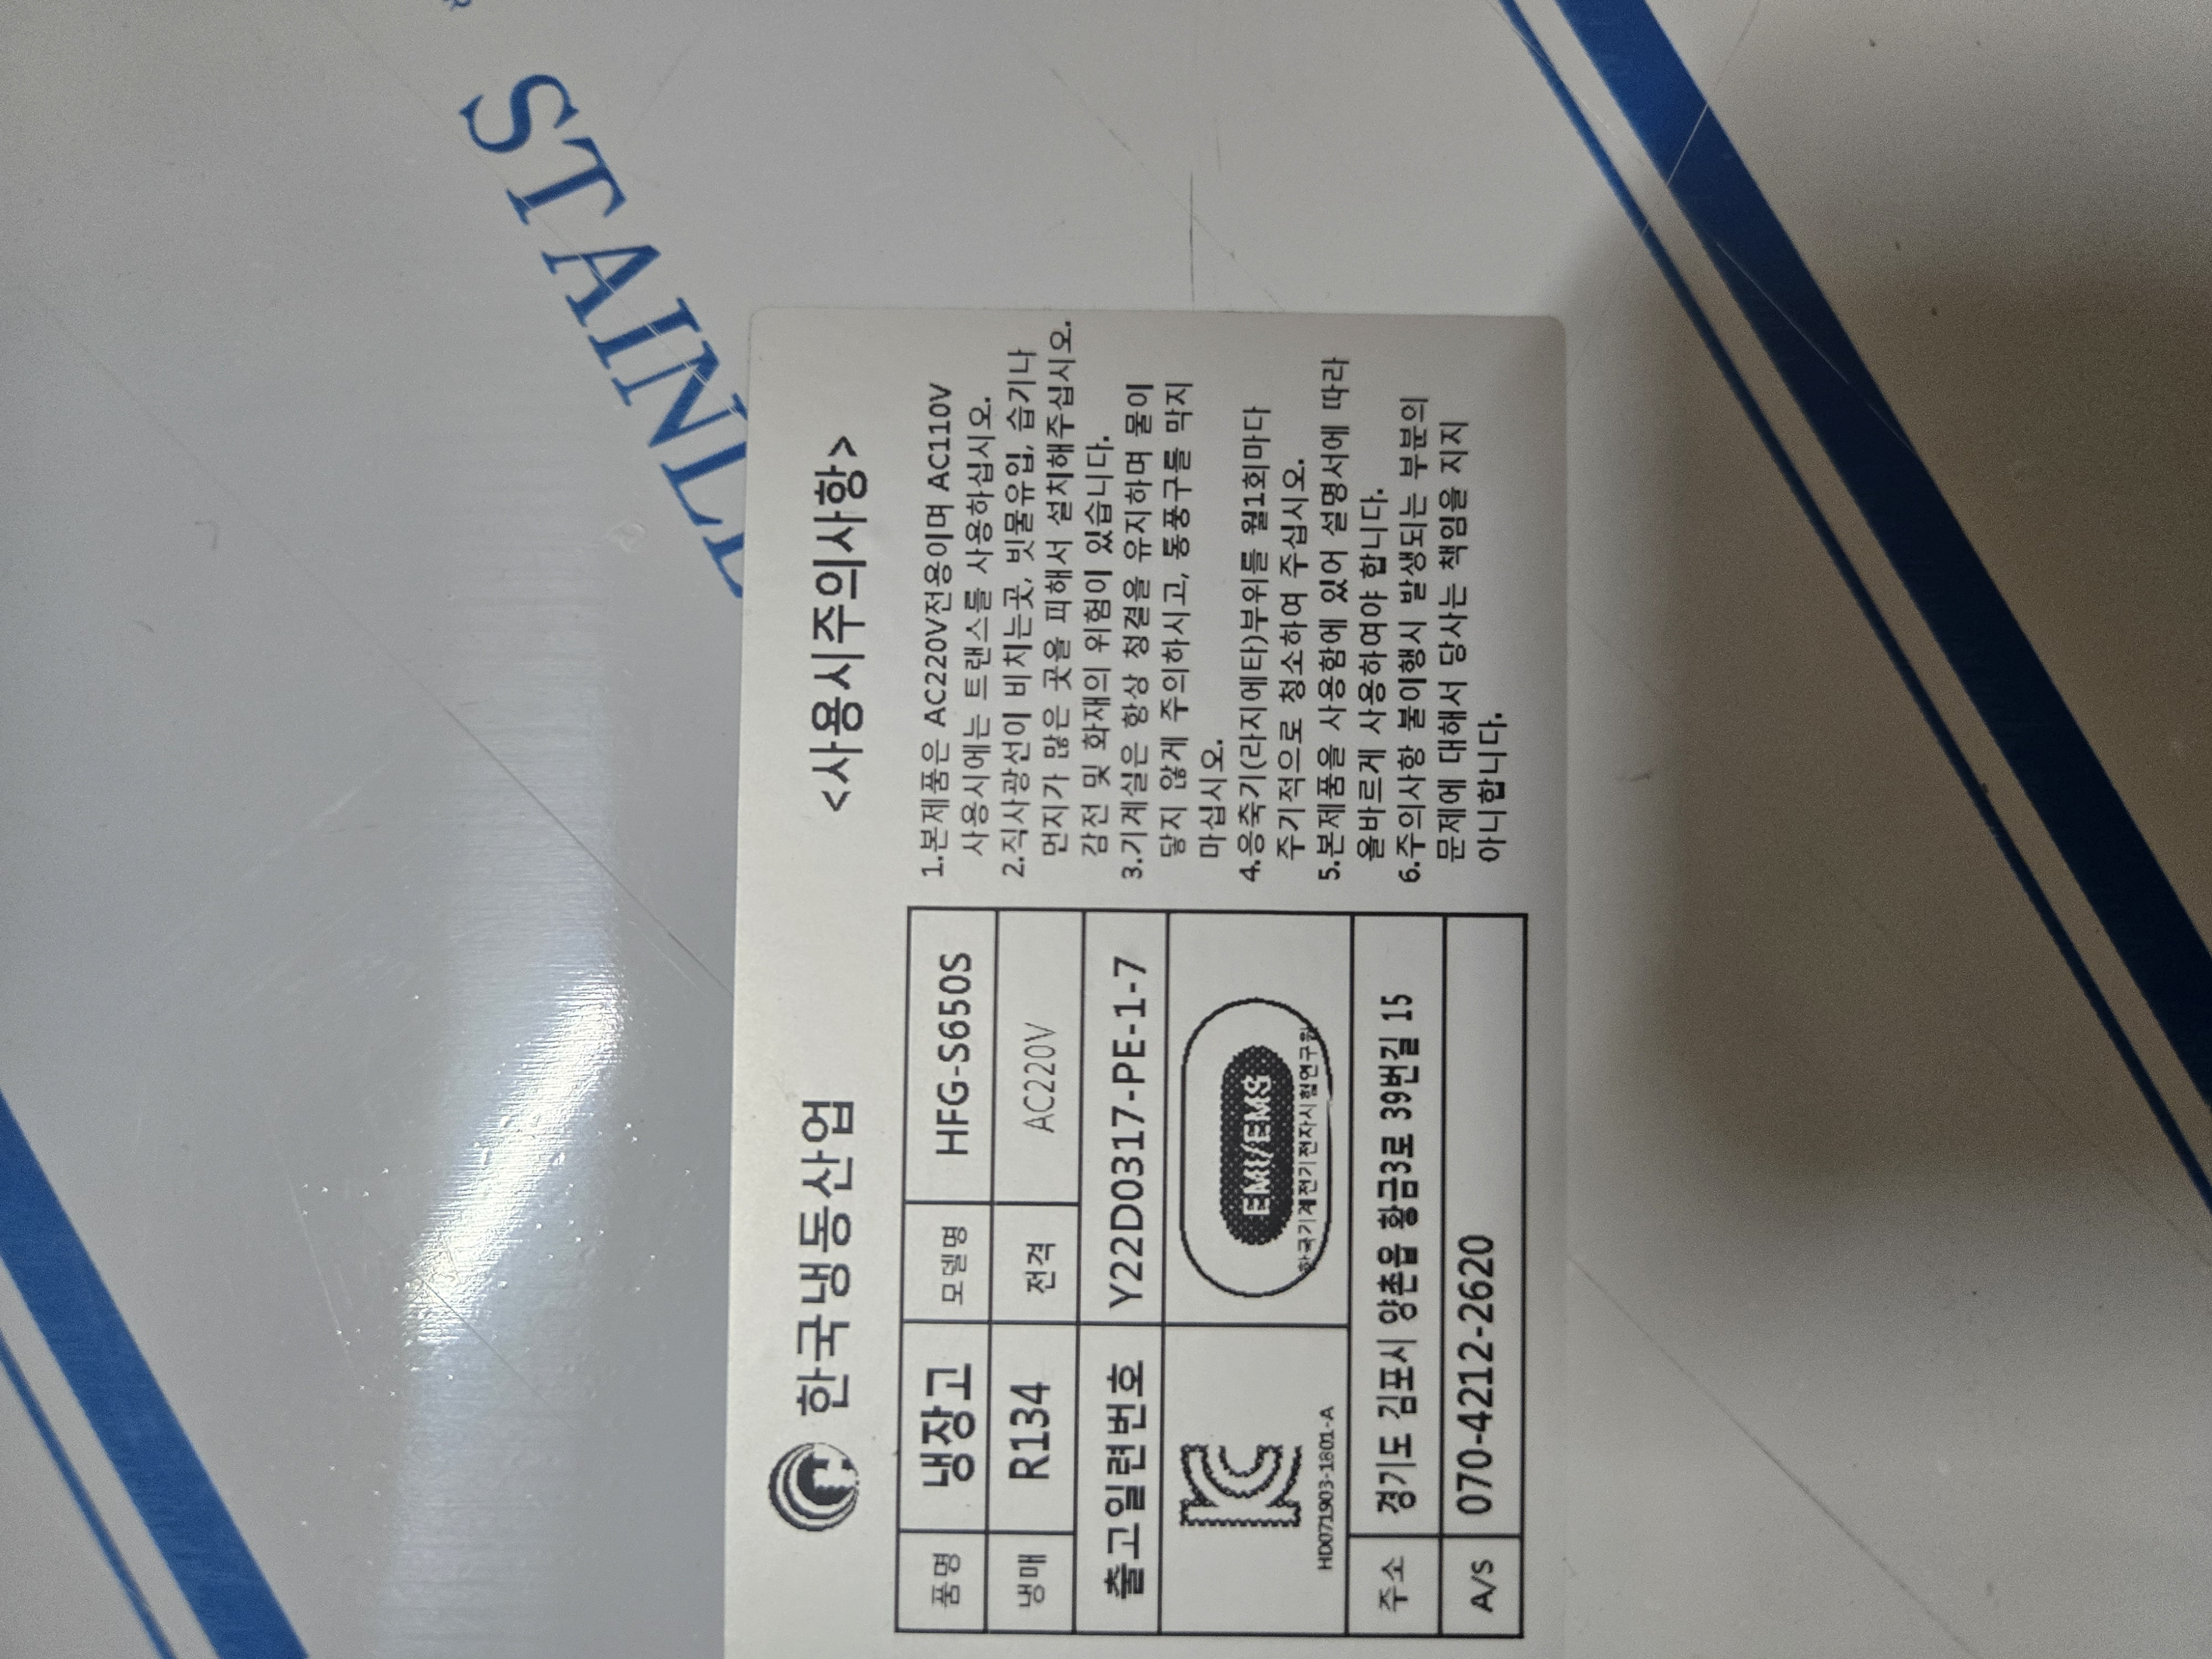 STAINL
한국냉동산업
품명 냉장고 모델명 HFG-S650S
냉매 R134 전격 AC220V
출고일련번호 Y22D0317-PE-1-7
KC
HD071903-1801-A
EMI/EMS
한국기계전기전자시험연구원
주소 경기도 김포시 양촌읍 황금3로 39번길 15
A/S 070-4212-2620
<사용시주의사항>
1.본제품은 AC220V전용이며 AC110V
사용시에는 트랜스를 사용하십시오.
2.직사광선이 비치는곳, 빗물유입, 습기나
먼지가 많은 곳을 피해서 설치해주십시오.
감전 및 화재의 위험이 있습니다.
3.기계실은 항상 청결을 유지하며 물이
닿지 않게 주의하시고, 통풍구를 막지
마십시오.
4.응축기(라지에타)부위를 월1회마다
주기적으로 청소하여 주십시오.
5.본제품을 사용함에 있어 설명서에 따라
올바르게 사용하여야 합니다.
6.주의사항 불이행시 발생되는 부분의
문제에 대해서 당사는 책임을 지지
아니합니다.